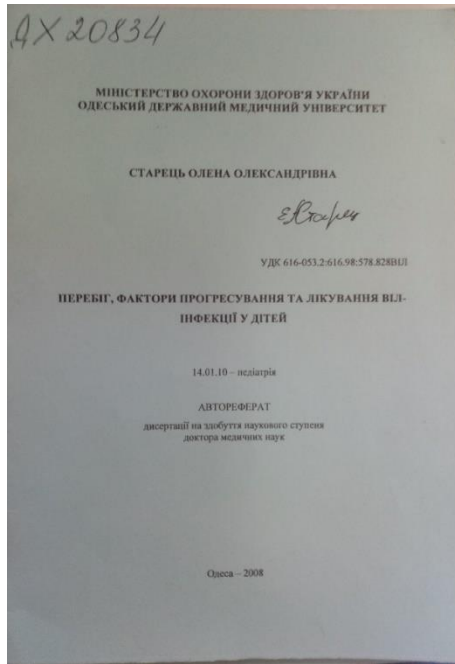 ДХ 20834
МІНІСТЕРСТВО ОХОРОНИ ЗДОРОВ'Я УКРАЇНИ
ОДЕСЬКИЙ ДЕРЖАВНИЙ МЕДИЧНИЙ УНІВЕРСИТЕТ
СТАРЕЦЬ ОЛЕНА ОЛЕКСАНДРІВНА
УДК 616-053.2:616.98:578.828ВІЛ
ПЕРЕБІГ, ФАКТОРИ ПРОГРЕСУВАННЯ ТА ЛІКУВАННЯ ВІЛ-
ІНФЕКЦІЇ У ДІТЕЙ
14.01.10 – педіатрія
АВТОРЕФЕРАТ
дисертації на здобуття наукового ступеня
доктора медичних наук
Одеса – 2008